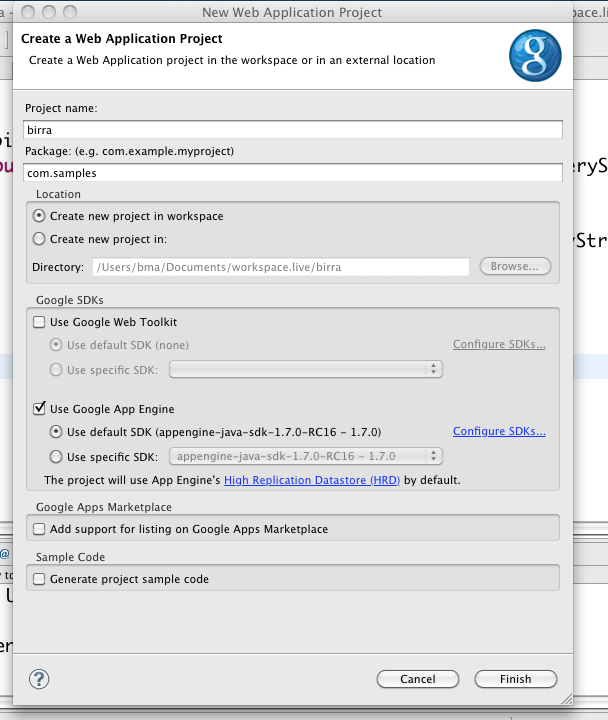 New Web Application Project
Create a Web Application Project
Create a Web Application project in the workspace or in an external location
g
Project name:
birra
Package: (e.g. com.example.myproject)
com.samples
Location
Create new project in workspace
Create new project in:
Directory: /Users/bma/Documents/workspace.live/birra Browse...
Google SDKs
Use Google Web Toolkit
Use default SDK (none) Configure SDKs...
Use specific SDK:
Use Google App Engine
Use default SDK (appengine-java-sdk-1.7.0-RC16 - 1.7.0) Configure SDKs...
Use specific SDK: appengine-java-sdk-1.7.0-RC16 - 1.7.0
The project will use App Engine's High Replication Datastore (HRD) by default.
Google Apps Marketplace
Add support for listing on Google Apps Marketplace
Sample Code
Generate project sample code
? Cancel Finish